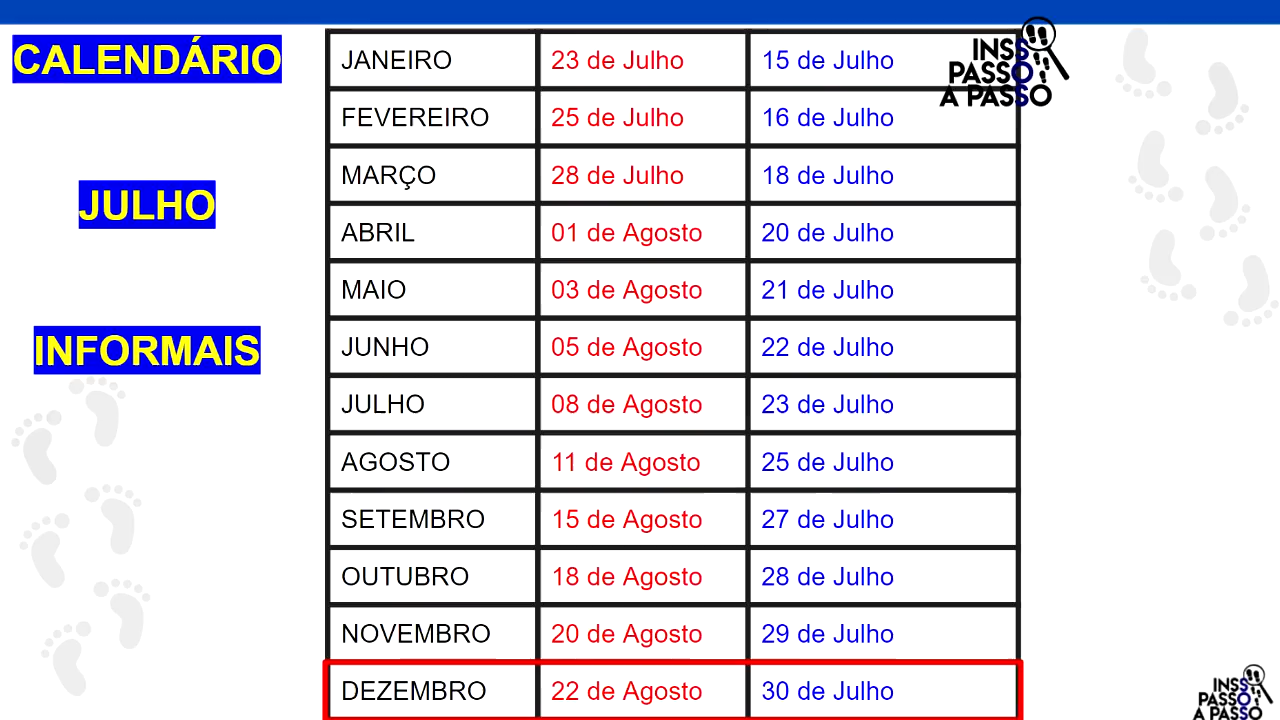 CALENDÁRIO
JULHO
INFORMAIS
JANEIRO 23 de Julho 15 de Julho
FEVEREIRO 25 de Julho 16 de Julho
MARÇO 28 de Julho 18 de Julho
ABRIL 01 de Agosto 20 de Julho
MAIO 03 de Agosto 21 de Julho
JUNHO 05 de Agosto 22 de Julho
JULHO 08 de Agosto 23 de Julho
AGOSTO 11 de Agosto 25 de Julho
SETEMBRO 15 de Agosto 27 de Julho
OUTUBRO 18 de Agosto 28 de Julho
NOVEMBRO 20 de Agosto 29 de Julho
DEZEMBRO 22 de Agosto 30 de Julho
INSS
PASSO
A PASSO
INSS
PASSO
A PASSO